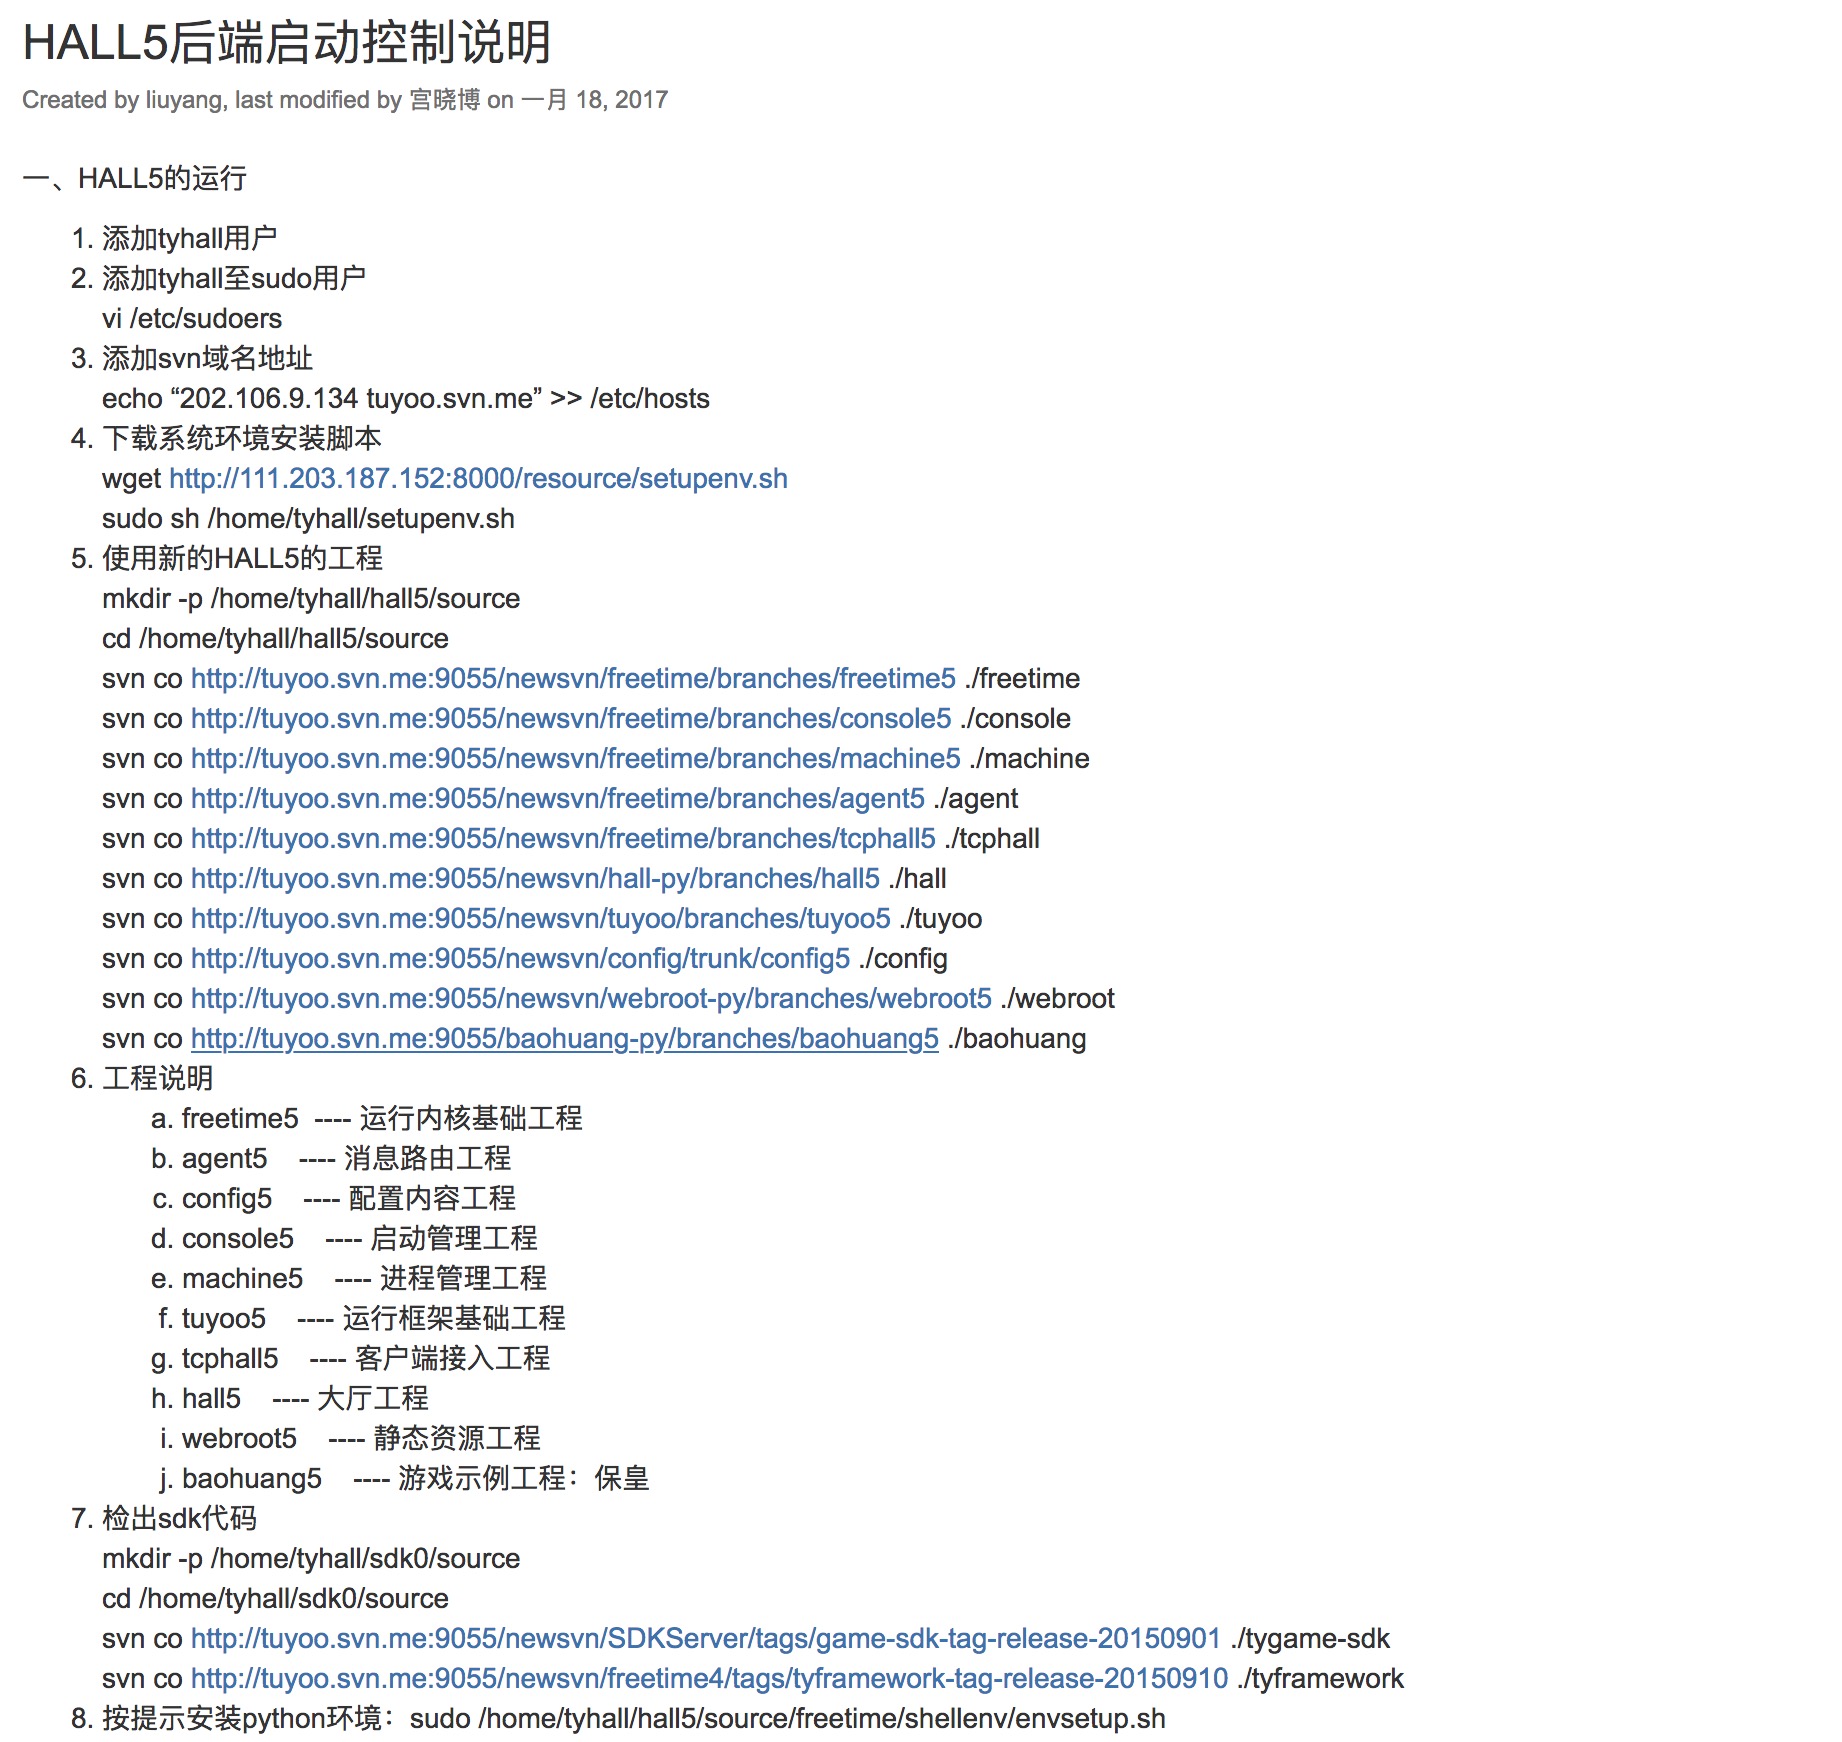 HALL5后端启动控制说明
Created by liuyang, last modified by 宫晓博 on 一月 18, 2017
一、HALL5的运行
1. 添加tyhall用户
2. 添加tyhall至sudo用户
vi /etc/sudoers
3. 添加svn域名地址
echo “202.106.9.134 tuyoo.svn.me” >> /etc/hosts
4. 下载系统环境安装脚本
wget http://111.203.187.152:8000/resource/setupenv.sh
sudo sh /home/tyhall/setupenv.sh
5. 使用新的HALL5的工程
mkdir -p /home/tyhall/hall5/source
cd /home/tyhall/hall5/source
svn co http://tuyoo.svn.me:9055/newsvn/freetime/branches/freetime5 ./freetime
svn co http://tuyoo.svn.me:9055/newsvn/freetime/branches/console5 ./console
svn co http://tuyoo.svn.me:9055/newsvn/freetime/branches/machine5 ./machine
svn co http://tuyoo.svn.me:9055/newsvn/freetime/branches/agent5 ./agent
svn co http://tuyoo.svn.me:9055/newsvn/freetime/branches/tcphall5 ./tcphall
svn co http://tuyoo.svn.me:9055/newsvn/hall-py/branches/hall5 ./hall
svn co http://tuyoo.svn.me:9055/newsvn/tuyoo/branches/tuyoo5 ./tuyoo
svn co http://tuyoo.svn.me:9055/newsvn/config/trunk/config5 ./config
svn co http://tuyoo.svn.me:9055/newsvn/webroot-py/branches/webroot5 ./webroot
svn co http://tuyoo.svn.me:9055/baohuang-py/branches/baohuang5 ./baohuang
6. 工程说明
a. freetime5 ---- 运行内核基础工程
b. agent5 ---- 消息路由工程
c. config5 ---- 配置内容工程
d. console5 ---- 启动管理工程
e. machine5 ---- 进程管理工程
f. tuyoo5 ---- 运行框架基础工程
g. tcphall5 ---- 客户端接入工程
h. hall5 ---- 大厅工程
i. webroot5 ---- 静态资源工程
j. baohuang5 ---- 游戏示例工程：保皇
7. 检出sdk代码
mkdir -p /home/tyhall/sdk0/source
cd /home/tyhall/sdk0/source
svn co http://tuyoo.svn.me:9055/newsvn/SDKServer/tags/game-sdk-tag-release-20150901 ./tygame-sdk
svn co http://tuyoo.svn.me:9055/newsvn/freetime4/tags/tyframework-tag-release-20150910 ./tyframework
8. 按提示安装python环境：sudo /home/tyhall/hall5/source/freetime/shellenv/envsetup.sh